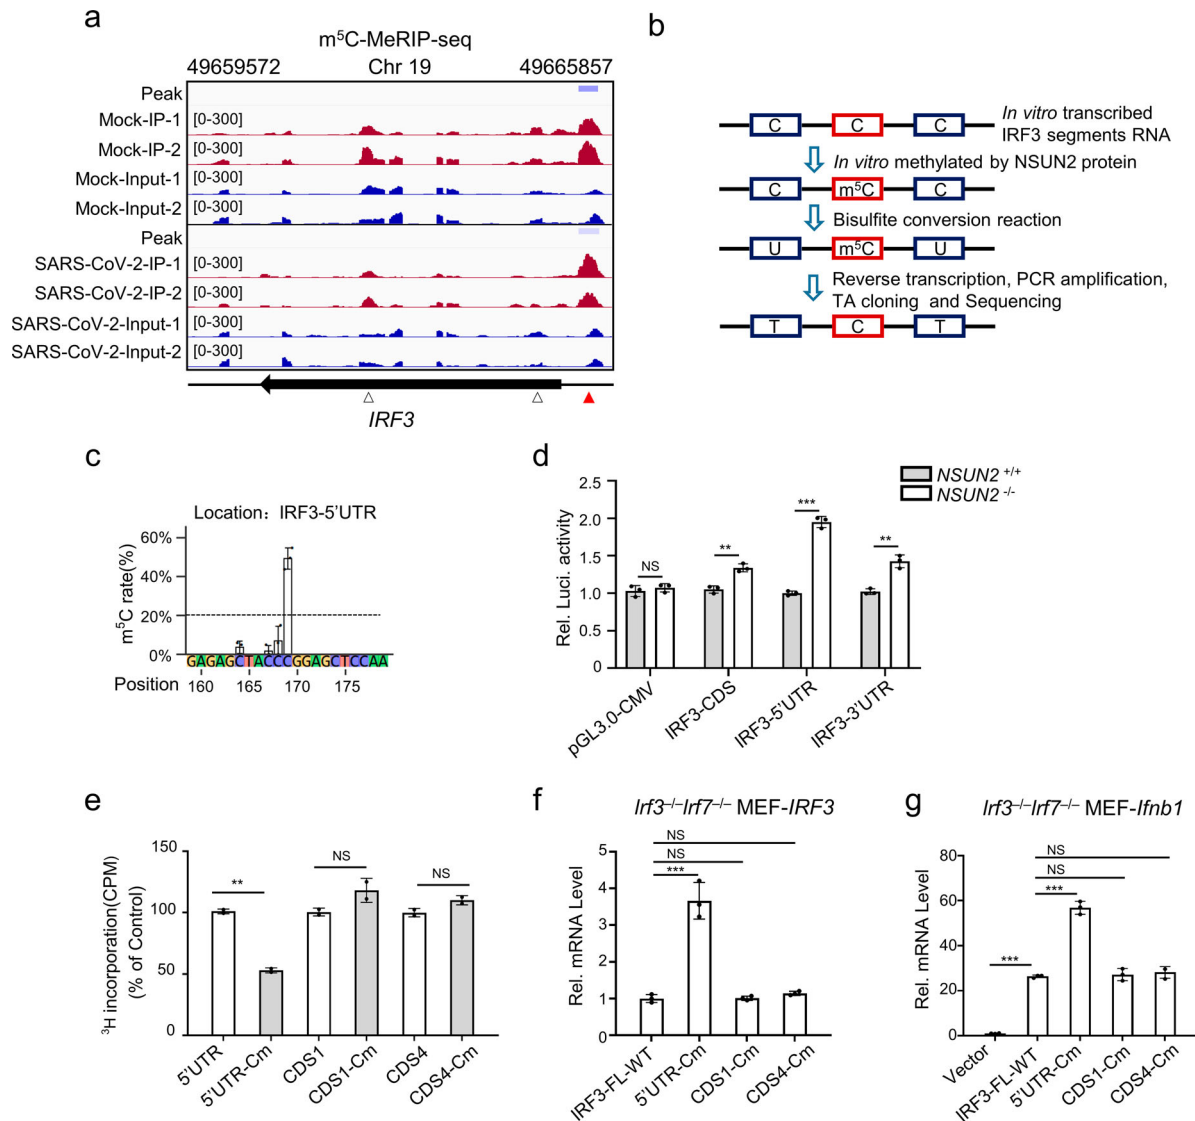 a
m⁵C-MeRIP-seq
49659572 Chr 19 49665857
Peak
Mock-IP-1 [0-300]
Mock-IP-2 [0-300]
Mock-Input-1 [0-300]
Mock-Input-2 [0-300]
Peak
SARS-CoV-2-IP-1 [0-300]
SARS-CoV-2-IP-2 [0-300]
SARS-CoV-2-Input-1 [0-300]
SARS-CoV-2-Input-2 [0-300]
IRF3
b
C C C
In vitro transcribed
IRF3 segments RNA
In vitro methylated by NSUN2 protein
C m⁵C C
Bisulfite conversion reaction
U m⁵C U
Reverse transcription, PCR amplification,
TA cloning and Sequencing
T C T
c
Location: IRF3-5'UTR
m⁵C rate(%)
60%
40%
20%
0%
GAGAGCTACCCGGAGCTCCAA
Position 160 165 170 175
d
NSUN2 +/+
NSUN2 -/-
Rel. Luci. activity
2.5
2.0
1.5
1.0
0.5
0
NS
**
***
**
pGL3.0-CMV
IRF3-CDS
IRF3-5'UTR
IRF3-3'UTR
e
³H incorporation(CPM)
(% of Control)
150
100
50
0
**
NS
NS
5'UTR
5'UTR-Cm
CDS1
CDS1-Cm
CDS4
CDS4-Cm
f
Irf3–/–Irf7–/– MEF-IRF3
Rel. mRNA Level
5
4
3
2
1
0
NS
NS
***
IRF3-FL-WT
5'UTR-Cm
CDS1-Cm
CDS4-Cm
g
Irf3–/–Irf7–/– MEF-Ifnb1
Rel. mRNA Level
80
60
40
20
0
NS
NS
***
***
Vector
IRF3-FL-WT
5'UTR-Cm
CDS1-Cm
CDS4-Cm